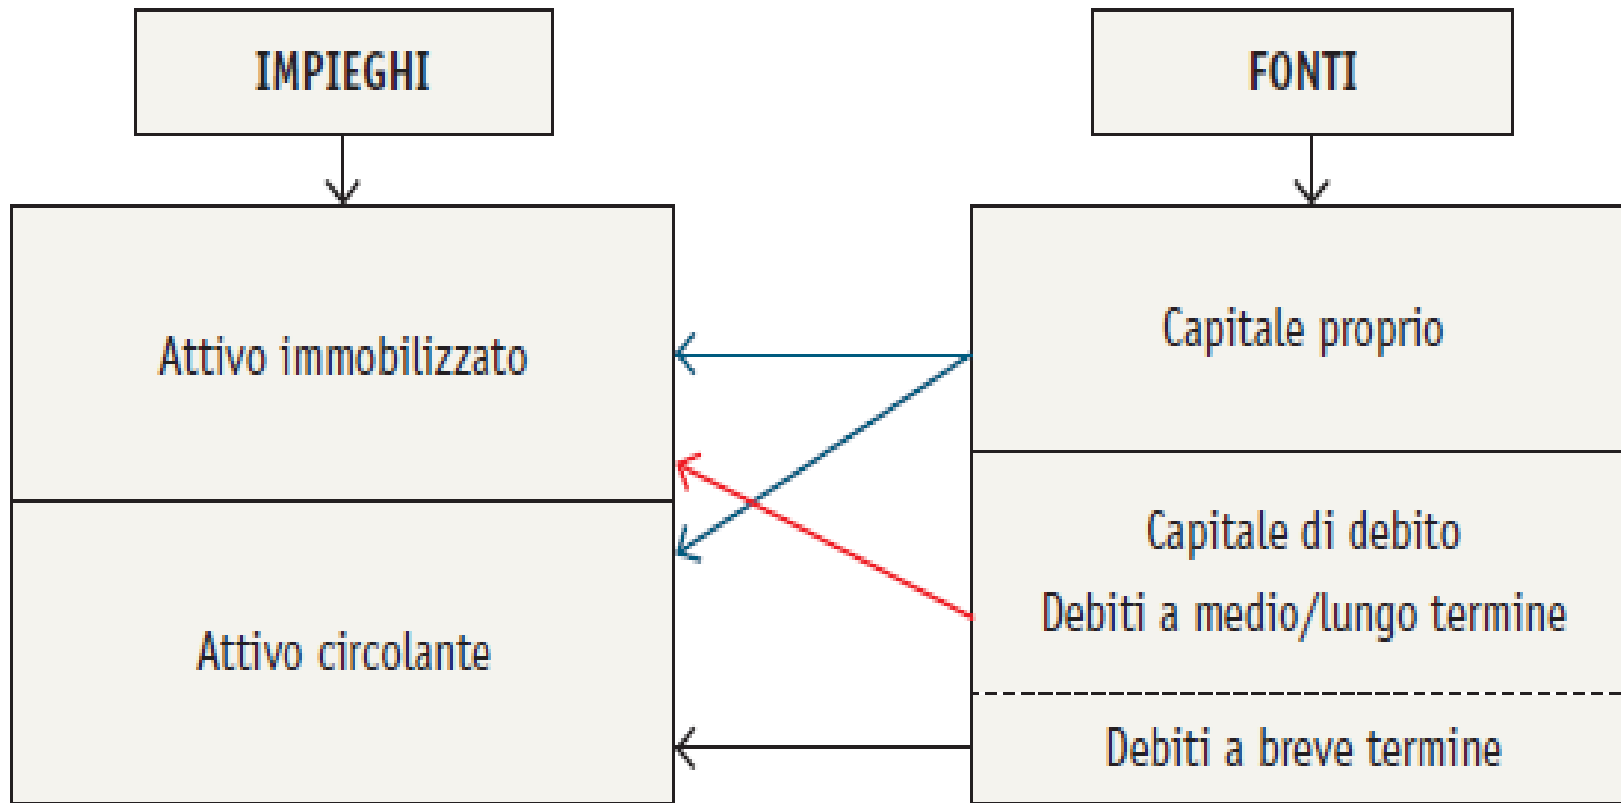 IMPIEGHI
FONTI
Attivo immobilizzato
Attivo circolante
Capitale proprio
Capitale di debito
Debiti a medio/lungo termine
Debiti a breve termine